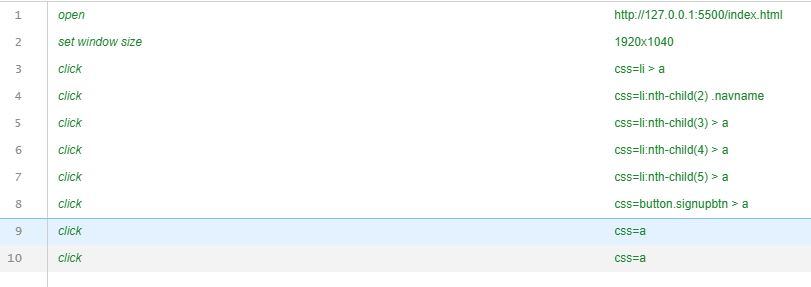 1 open http://127.0.0.1:5500/index.html
2 set window size 1920x1040
3 click css=li > a
4 click css=li:nth-child(2) .navname
5 click css=li:nth-child(3) > a
6 click css=li:nth-child(4) > a
7 click css=li:nth-child(5) > a
8 click css=button.signupbtn > a
9 click css=a
10 click css=a